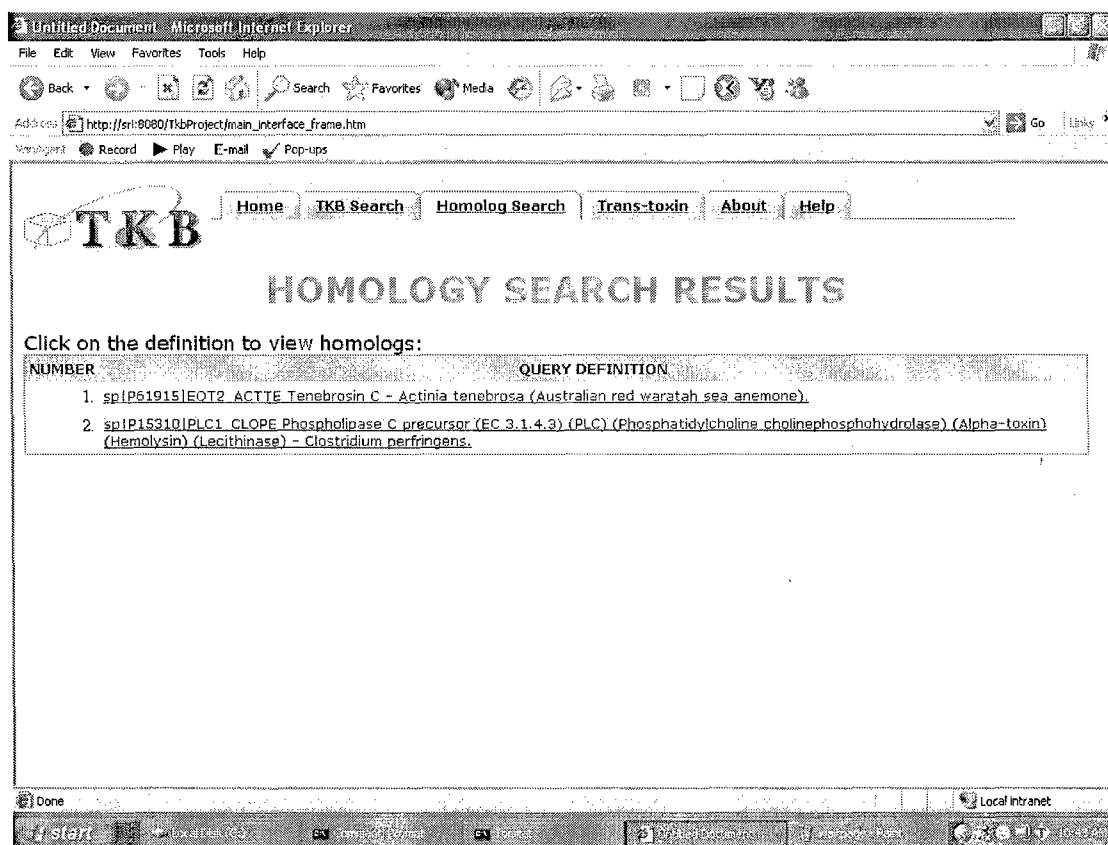 Untitled Document - Microsoft Internet Explorer
File Edit View Favorites Tools Help
Back Search Favorites Media
Address http://srl:8080/TkbProject/main_interface_frame.htm Go Links
Record Play E-mail Pop-ups
TKB Home TKB Search Homolog Search Trans-toxin About Help
HOMOLOGY SEARCH RESULTS
Click on the definition to view homologs:
NUMBER QUERY DEFINITION
1. sp|P61915|EOT2_ACTTE Tenebrosin C - Actinia tenebrosa (Australian red waratah sea anemone).
2. sp|P15310|PLC1_CLOPE Phospholipase C precursor (EC 3.1.4.3) (PLC) (Phosphatidylcholine cholinephosphohydrolase) (Alpha-toxin)
(Hemolysin) (Lecithinase) - Clostridium perfringens.
Done Local intranet
start